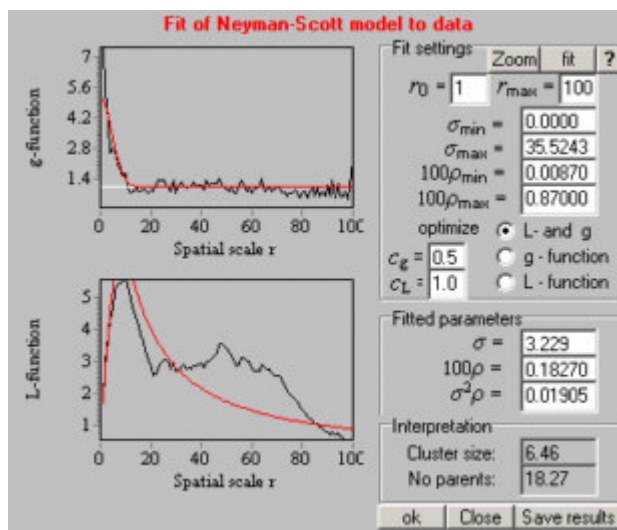 Fit of Neyman-Scott model to data
g-function
7
5.6
4.2
2.8
1.4
0 20 40 60 80 100
Spatial scale r
L-function
5
4
3
2
1
0 20 40 60 80 100
Spatial scale r
Fit settings
Zoom fit ?
r0 = 1 rmax = 100
σmin = 0.0000
σmax = 35.5243
100ρmin = 0.00870
100ρmax = 0.87000
optimize L- and g
cg = 0.5 g - function
cL = 1.0 L - function
Fitted parameters
σ = 3.229
100ρ = 0.18270
σ²ρ = 0.01905
Interpretation
Cluster size: 6.46
No parents: 18.27
ok Close Save results